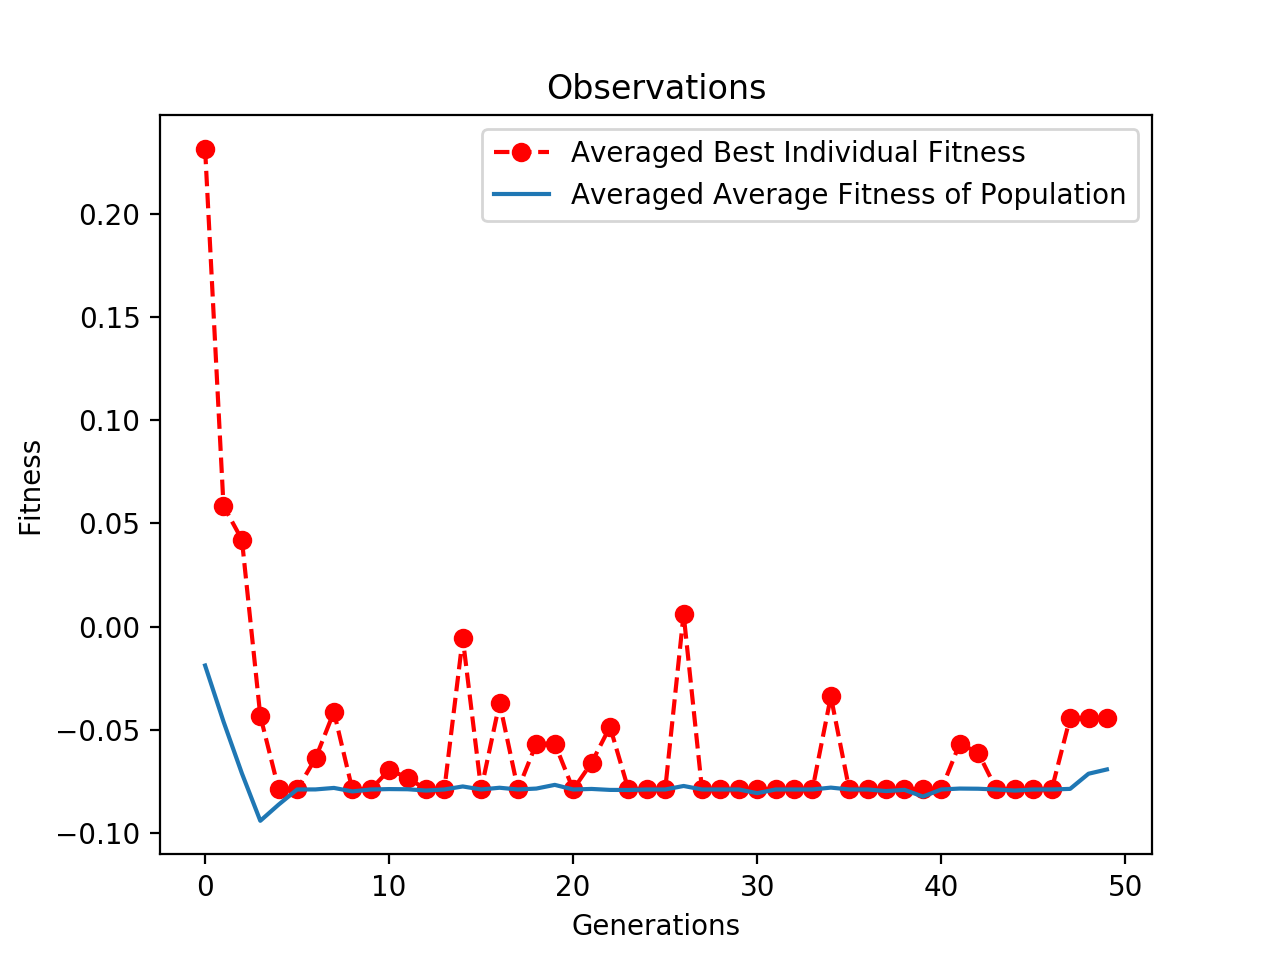 Observations
Averaged Best Individual Fitness
Averaged Average Fitness of Population
Fitness
0.20
0.15
0.10
0.05
0.00
−0.05
−0.10
0 10 20 30 40 50
Generations